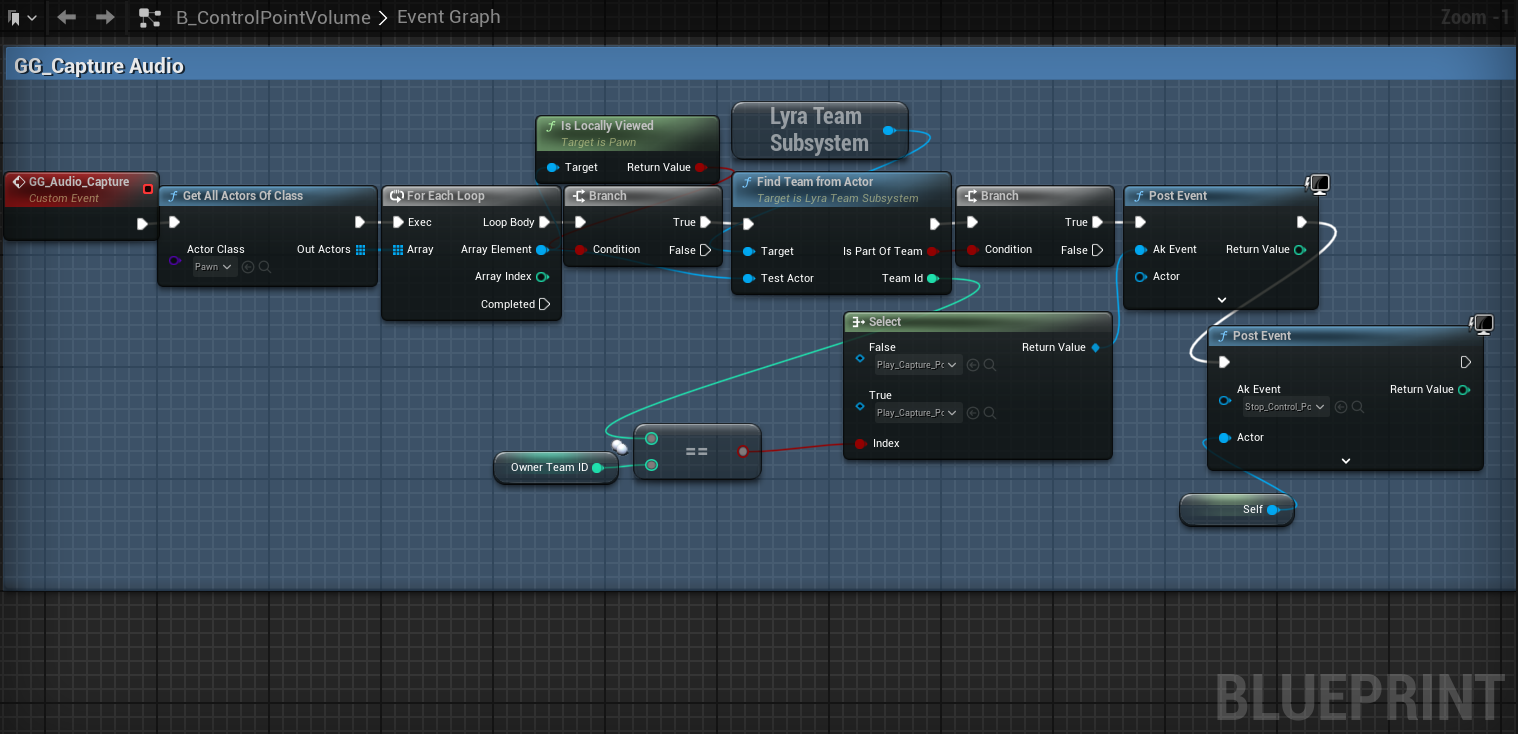 B_ControlPointVolume > Event Graph
Zoom -1
GG_Capture Audio
Is Locally Viewed
Target is Pawn
Target
Return Value
Lyra Team
Subsystem
GG_Audio_Capture
Custom Event
Get All Actors Of Class
Actor Class
Pawn
Out Actors
For Each Loop
Exec
Loop Body
Array
Array Element
Array Index
Completed
Branch
True
Condition
False
Find Team from Actor
Target is Lyra Team Subsystem
Target
Is Part Of Team
Test Actor
Team Id
Branch
True
Condition
False
Post Event
Ak Event
Return Value
Actor
Select
False
Return Value
Play_Capture_Pc
True
Play_Capture_Pc
Index
Owner Team ID
==
Post Event
Ak Event
Return Value
Stop_Control_Pc
Actor
Self
BLUEPRINT